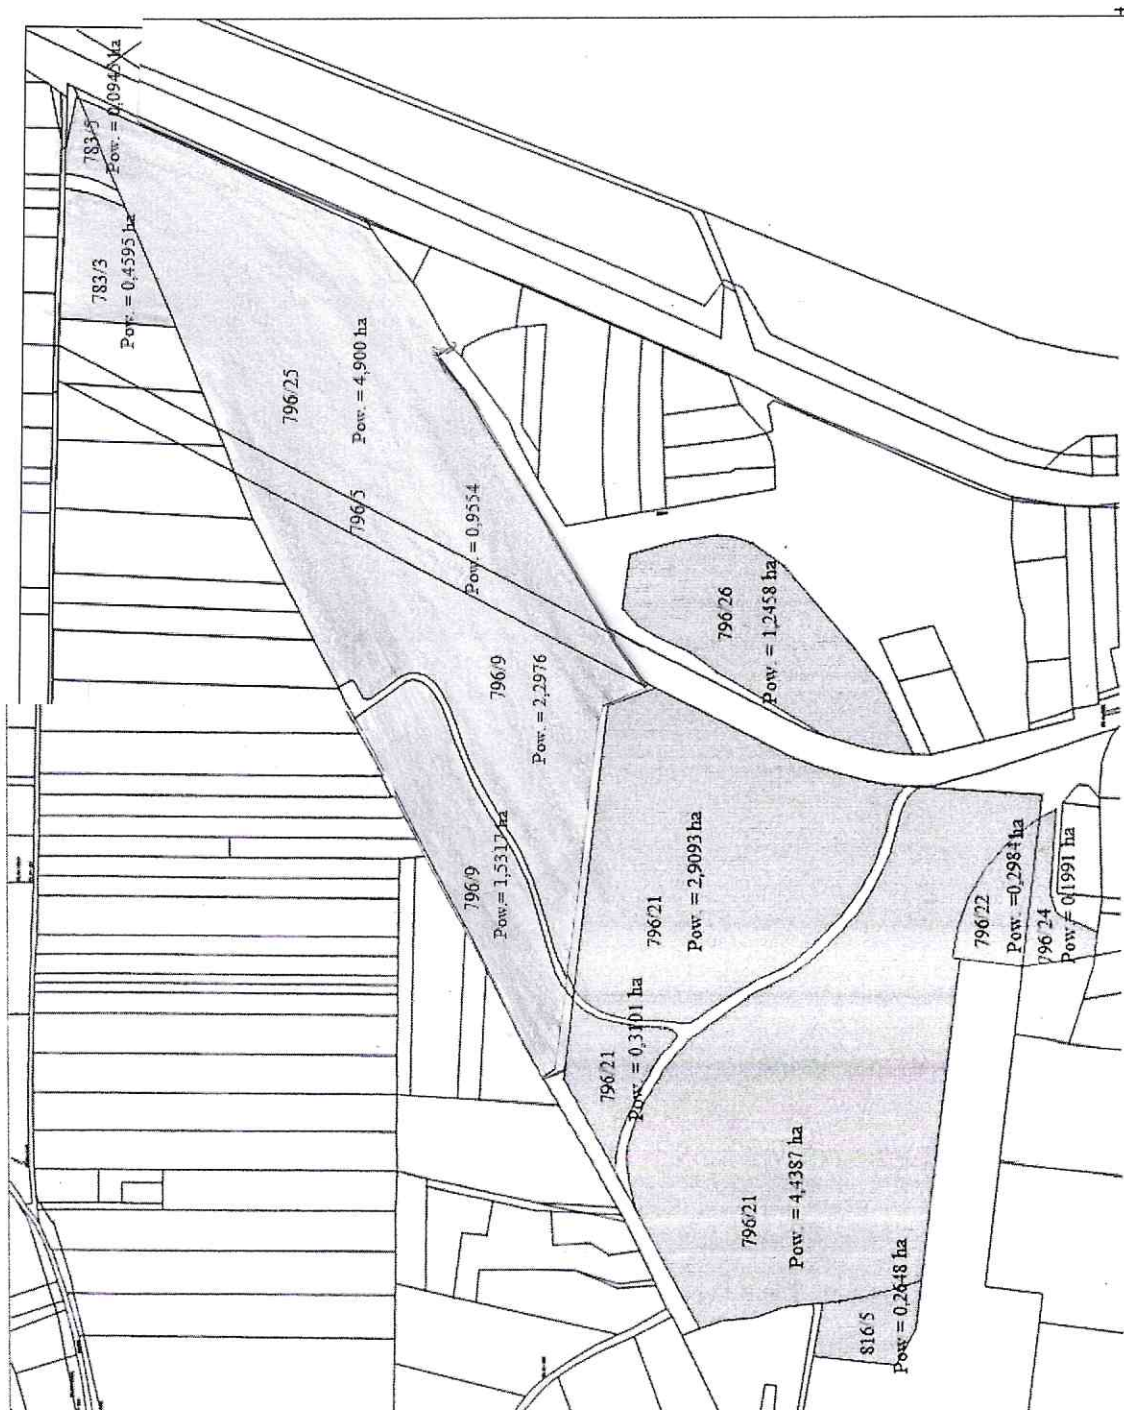 783/5
Pow. = 0,0945 ha
783/3
Pow. = 0,4595 ha
796/25
Pow. = 4,900 ha
796/5
Pow. = 0,9554
796/26
Pow. = 1,2458 ha
796/9
Pow. = 2,2976
796/9
Pow. = 1,5317 ha
796/21
Pow. = 2,9093 ha
796/22
Pow. =0,2984 ha
796/24
Pow. = 0,1991 ha
796/21
Pow. = 0,3101 ha
796/21
Pow. = 4,4387 ha
816/5
Pow. = 0,2648 ha